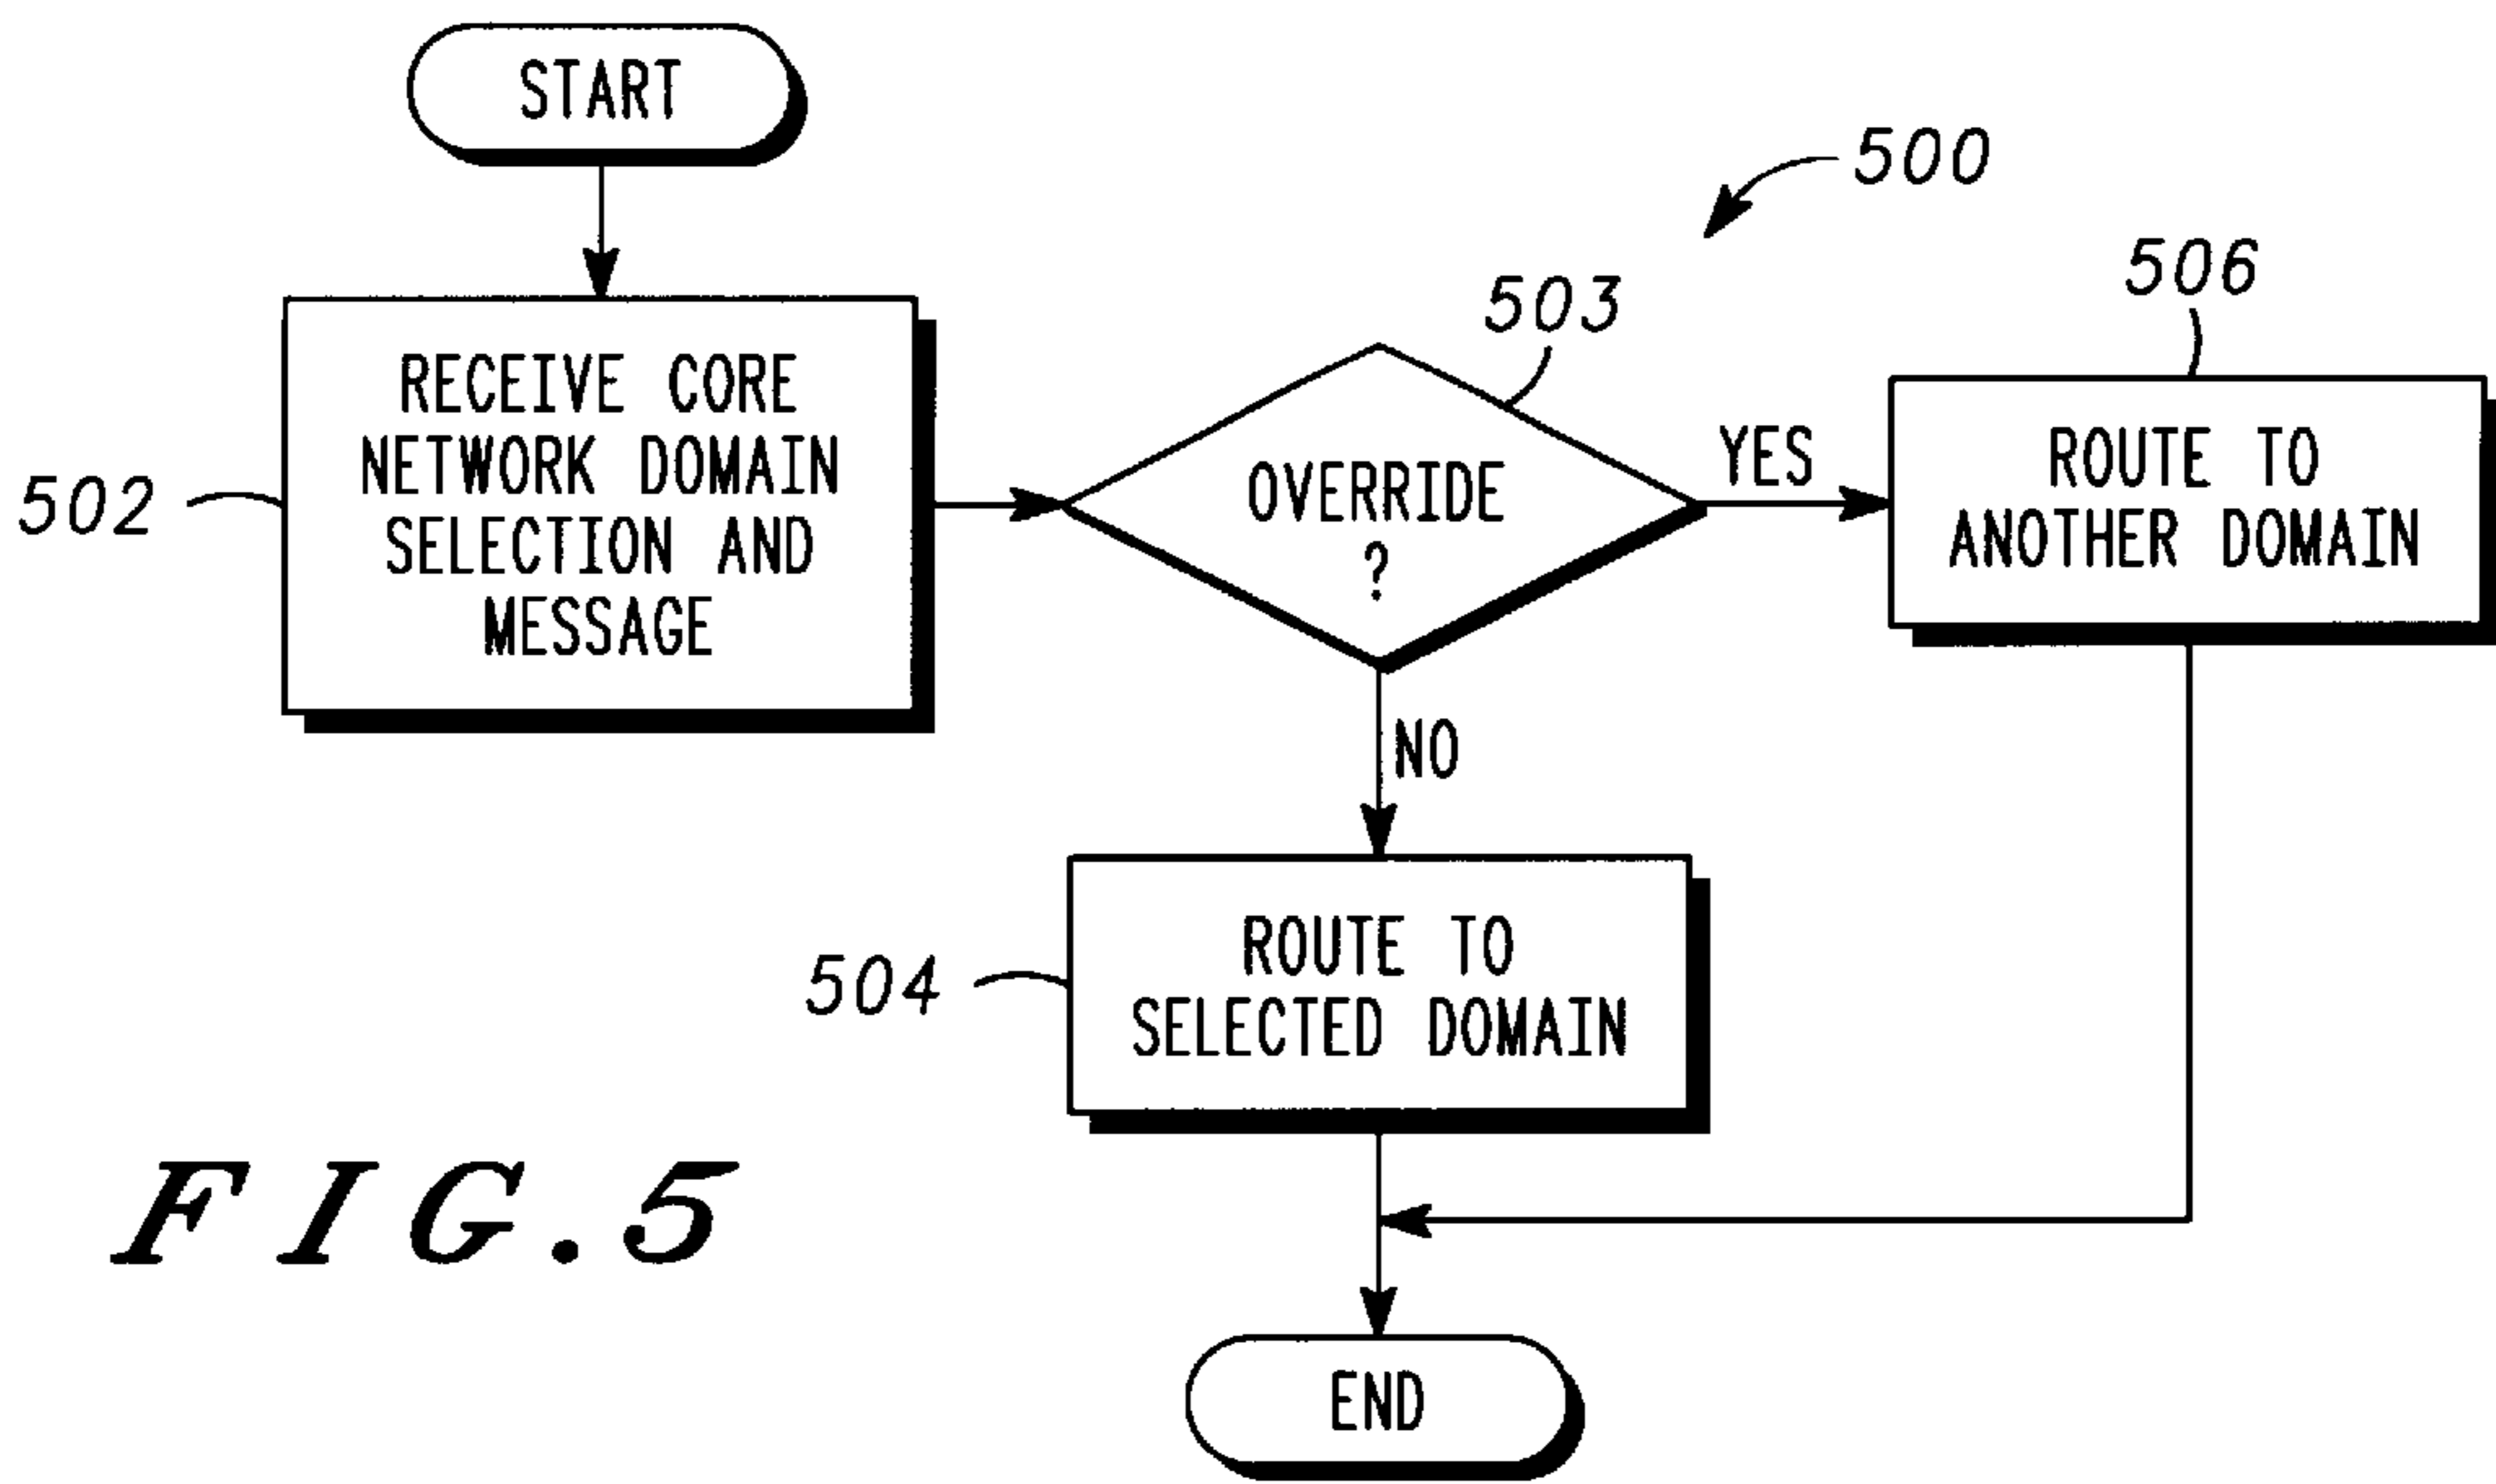 START
500
502
RECEIVE CORE
NETWORK DOMAIN
SELECTION AND
MESSAGE
503
OVERRIDE
?
YES
506
ROUTE TO
ANOTHER DOMAIN
NO
504
ROUTE TO
SELECTED DOMAIN
END
FIG.5